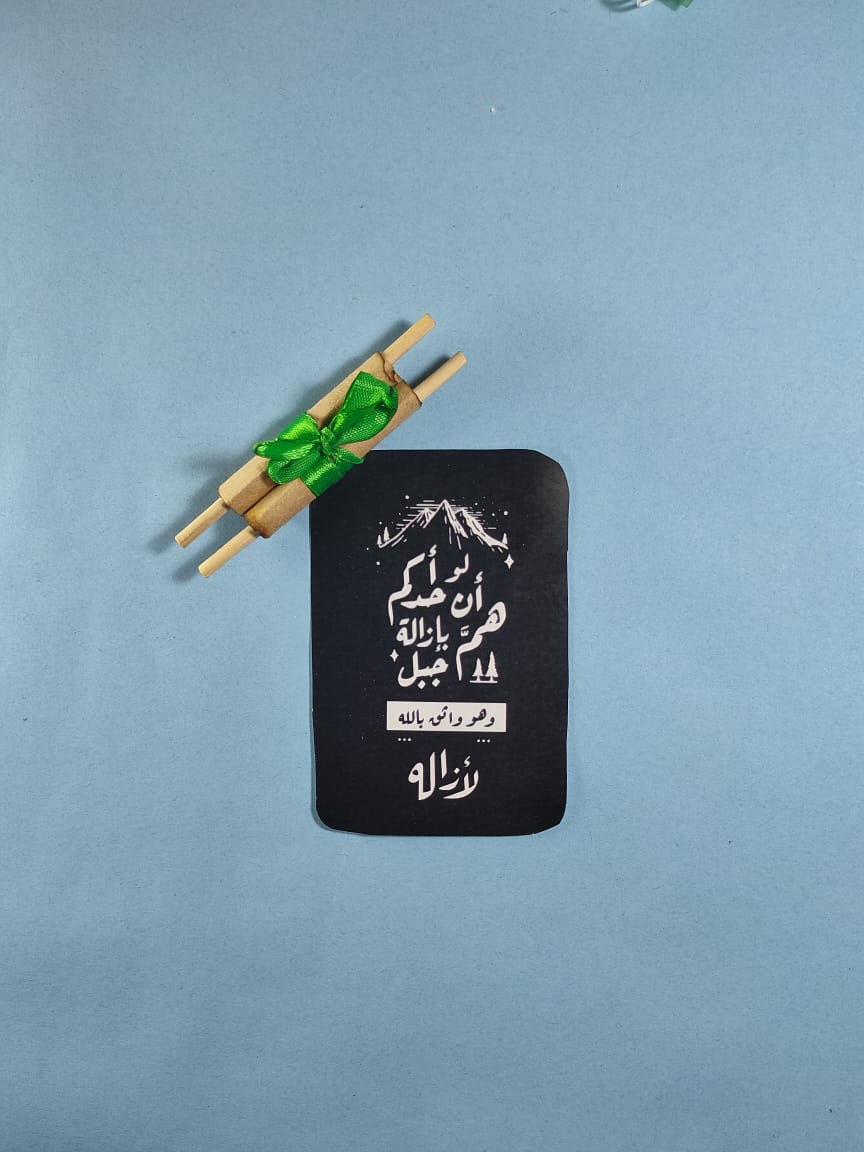 لو أن أحدكم
همَّ بإزالة
جبل
وهو واثق بالله
لأزاله